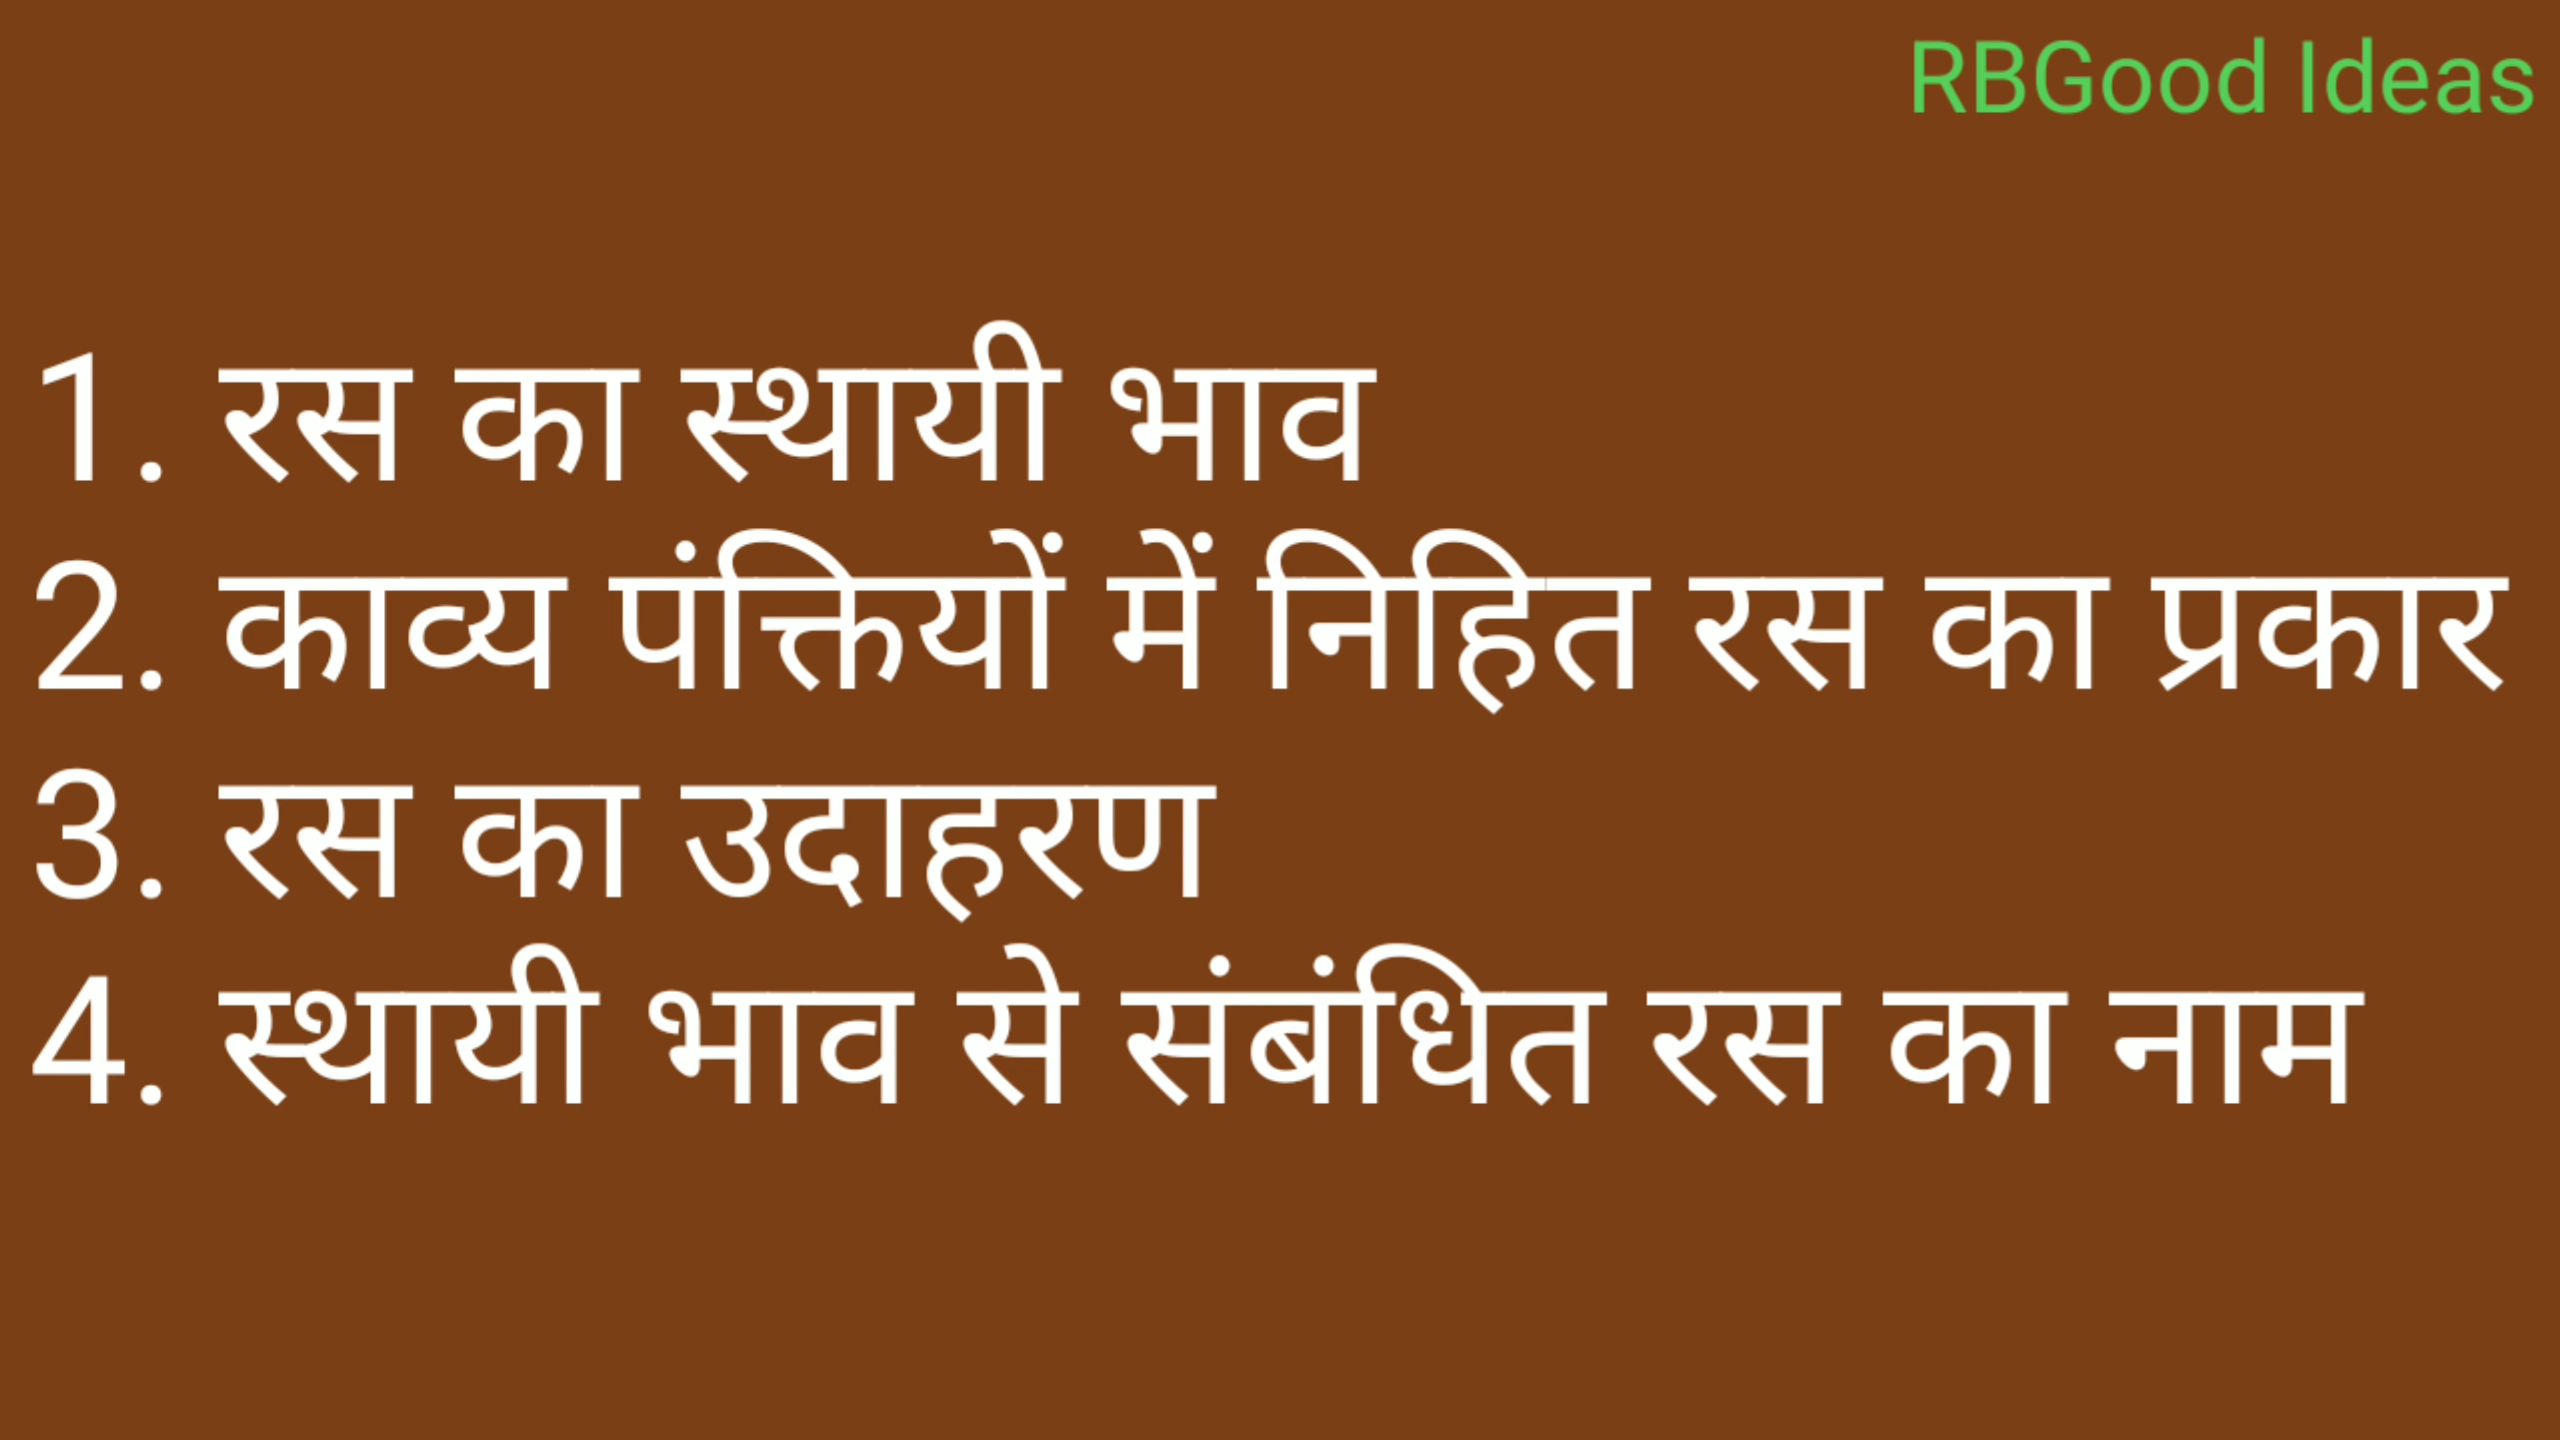 RBGood Ideas
1. रस का स्थायी भाव
2. काव्य पंक्तियों में निहित रस का प्रकार
3. रस का उदाहरण
4. स्थायी भाव से संबंधित रस का नाम